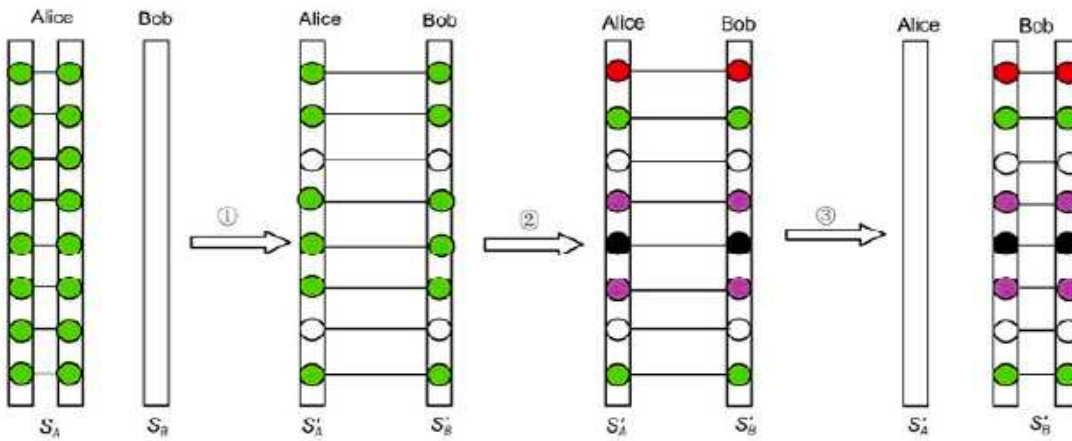 Alice Bob Alice Bob Alice Bob Alice Bob
① ② ③
S_A S_B S'_A S'_B S'_A S'_B S'_A S'_B